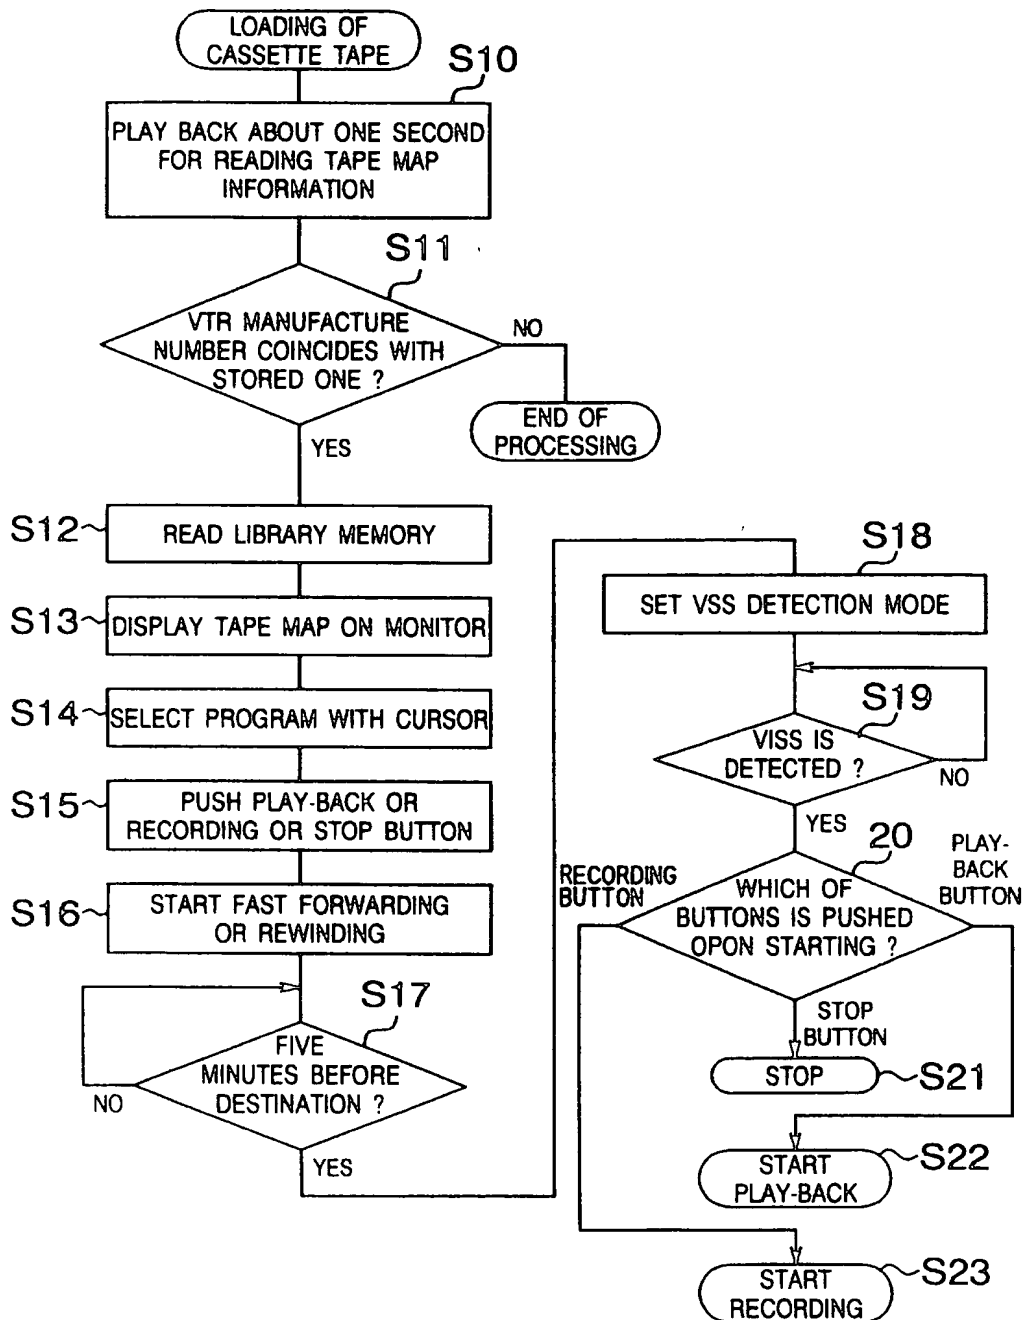 LOADING OF
CASSETTE TAPE
S10
PLAY BACK ABOUT ONE SECOND
FOR READING TAPE MAP
INFORMATION
S11
VTR MANUFACTURE
NUMBER COINCIDES WITH
STORED ONE ?
NO
END OF
PROCESSING
YES
S12
READ LIBRARY MEMORY
S13
DISPLAY TAPE MAP ON MONITOR
S14
SELECT PROGRAM WITH CURSOR
S15
PUSH PLAY-BACK OR
RECORDING OR STOP BUTTON
S16
START FAST FORWARDING
OR REWINDING
S17
FIVE
MINUTES BEFORE
DESTINATION ?
NO
YES
S18
SET VSS DETECTION MODE
S19
VISS IS
DETECTED ?
NO
YES
20
RECORDING
BUTTON
PLAY-
BACK
BUTTON
WHICH OF
BUTTONS IS PUSHED
OPON STARTING ?
STOP
BUTTON
STOP
S21
START
PLAY-BACK
S22
START
RECORDING
S23